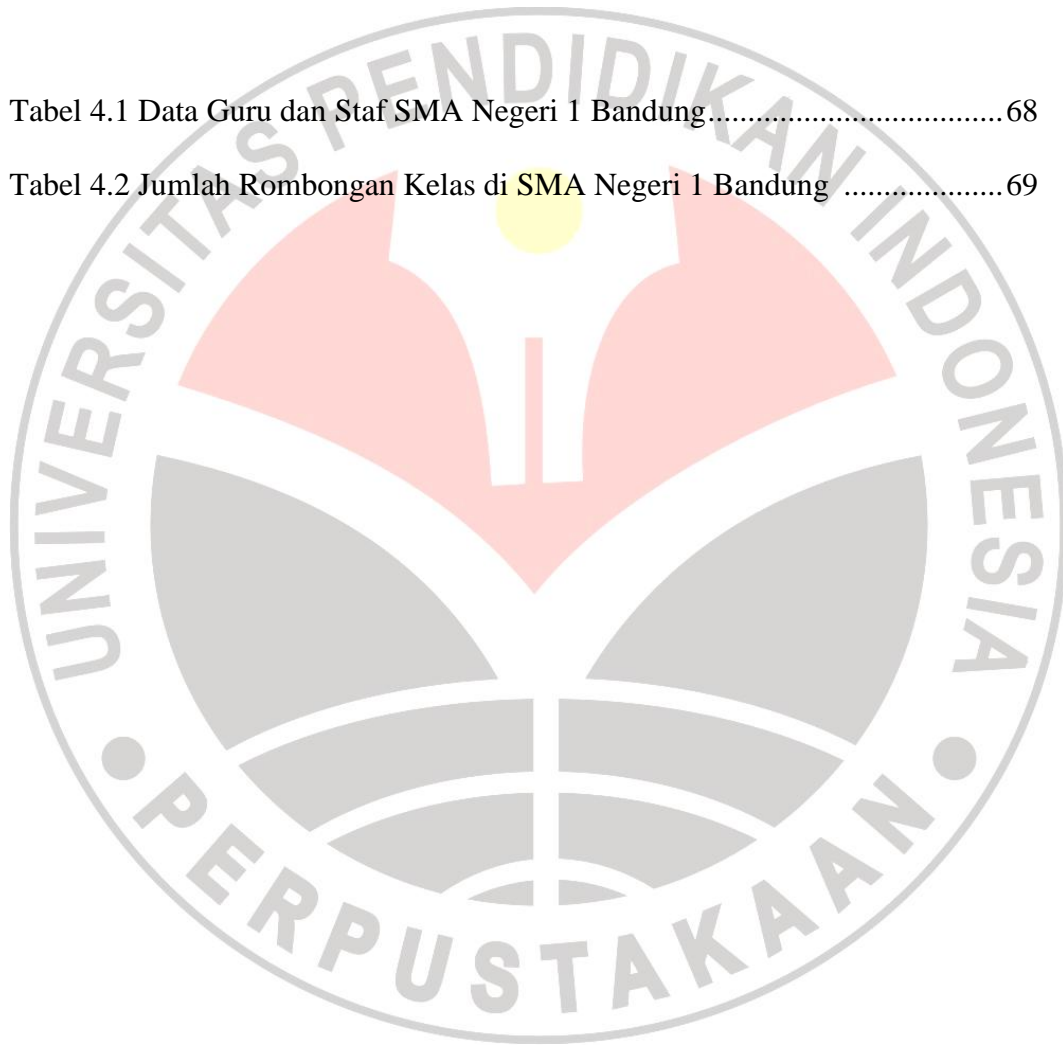 Tabel 4.1 Data Guru dan Staf SMA Negeri 1 Bandung.....................................68
Tabel 4.2 Jumlah Rombongan Kelas di SMA Negeri 1 Bandung ....................69
UNIVERSITAS PENDIDIKAN INDONESIA
PERPUSTAKAAN